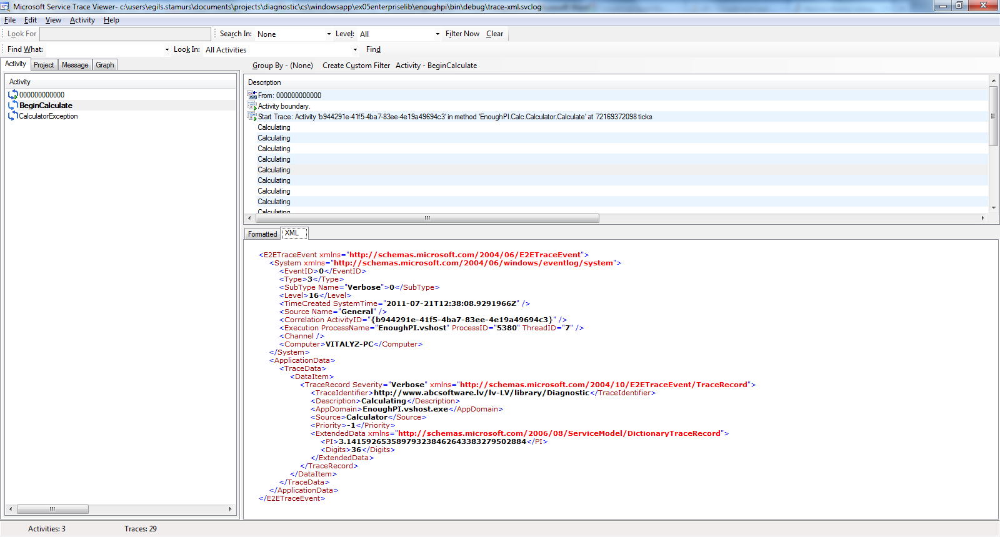 Microsoft Service Trace Viewer- c:\users\egils.stamurs\documents\projects\diagnostic\cs\windowsapp\ex05enterpriselib\enoughpi\bin\debug\trace-xml.svclog
File Edit View Activity Help
Look For Search In: None Level: All Filter Now Clear
Find What: Look In: All Activities Find
Activity Project Message Graph
Group By - (None) Create Custom Filter Activity - BeginCalculate
Activity
000000000000
BeginCalculate
CalculatorException
Description
From: 000000000000
Activity boundary.
Start Trace: Activity 'b944291e-41f5-4ba7-83ee-4e19a49694c3' in method 'EnoughPI.Calc.Calculator.Calculate' at 72169372098 ticks
Calculating
Calculating
Calculating
Calculating
Calculating
Calculating
Calculating
Calculating
Calculating
Formatted XML
<E2ETraceEvent xmlns="http://schemas.microsoft.com/2004/06/E2ETraceEvent">
<System xmlns="http://schemas.microsoft.com/2004/06/windows/eventlog/system">
<EventID>0</EventID>
<Type>3</Type>
<SubType Name="Verbose">0</SubType>
<Level>16</Level>
<TimeCreated SystemTime="2011-07-21T12:38:08.9291966Z" />
<Source Name="General" />
<Correlation ActivityID="{b944291e-41f5-4ba7-83ee-4e19a49694c3}" />
<Execution ProcessName="EnoughPI.vshost" ProcessID="5380" ThreadID="7" />
<Channel />
<Computer>VITALYZ-PC</Computer>
</System>
<ApplicationData>
<TraceData>
<DataItem>
<TraceRecord Severity="Verbose" xmlns="http://schemas.microsoft.com/2004/10/E2ETraceEvent/TraceRecord">
<TraceIdentifier>http://www.abcsoftware.lv/lv-LV/library/Diagnostic</TraceIdentifier>
<Description>Calculating</Description>
<AppDomain>EnoughPI.vshost.exe</AppDomain>
<Source>Calculator</Source>
<Priority>-1</Priority>
<ExtendedData xmlns="http://schemas.microsoft.com/2006/08/ServiceModel/DictionaryTraceRecord">
<PI>3.141592653589793238462643383279502884</PI>
<Digits>36</Digits>
</ExtendedData>
</TraceRecord>
</DataItem>
</TraceData>
</ApplicationData>
</E2ETraceEvent>
Activities: 3 Traces: 29